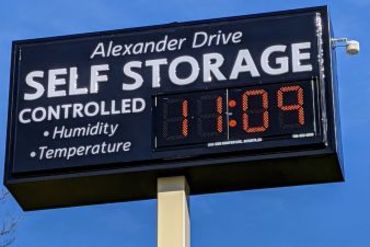 Alexander Drive
SELF STORAGE
CONTROLLED
• Humidity
• Temperature
11:09